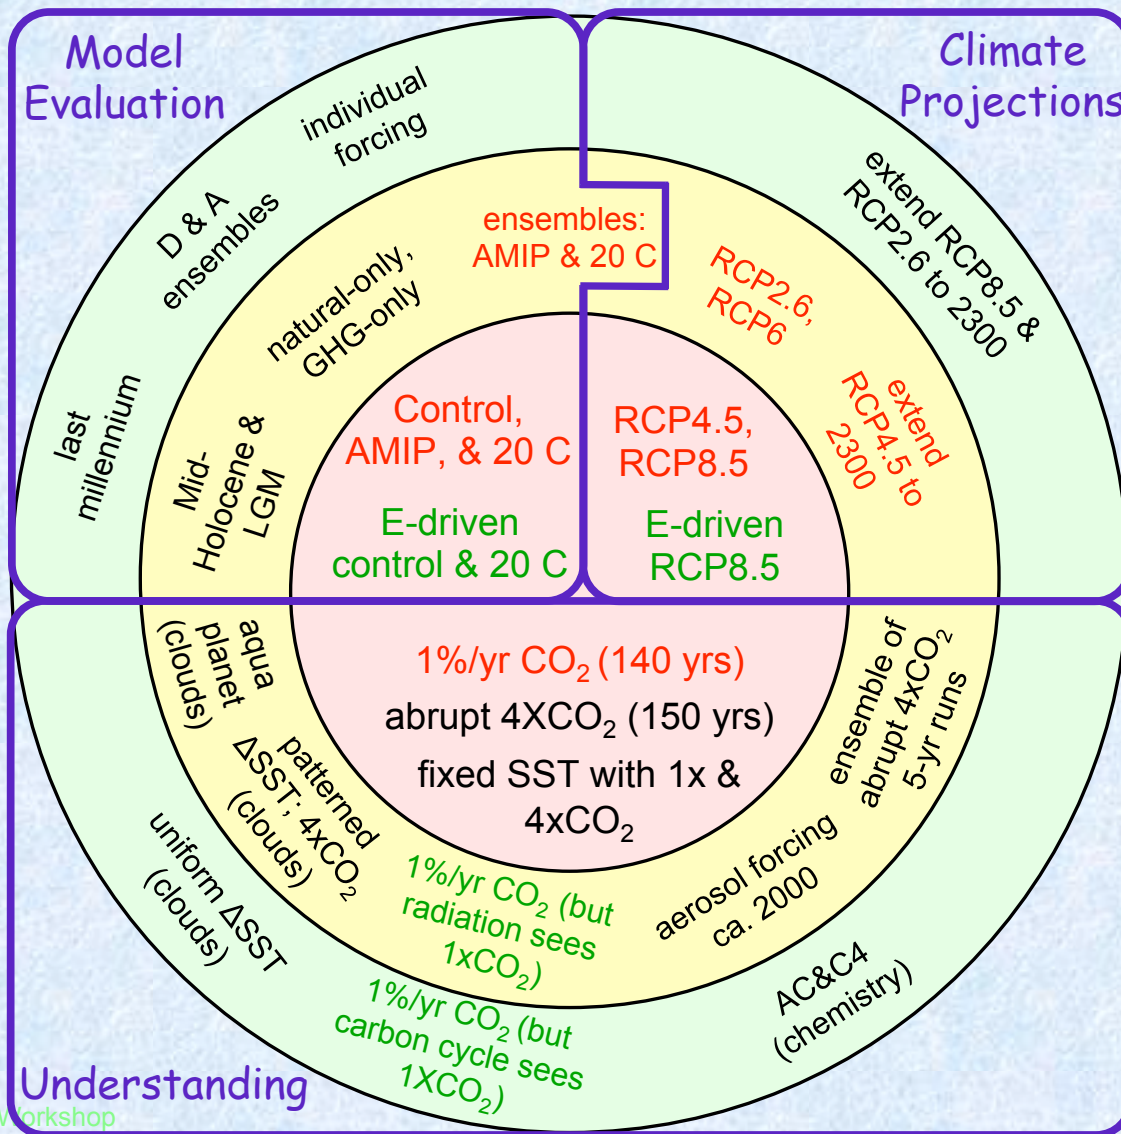 Model
Evaluation
Climate
Projections
individual
forcing
D & A
ensembles
last
millennium
extend RCP8.5 &
RCP2.6 to 2300
ensembles:
AMIP & 20 C
natural-only,
GHG-only
Mid-
Holocene &
LGM
RCP2.6,
RCP6
extend
RCP4.5 to
2300
Control,
AMIP, & 20 C
E-driven
control & 20 C
RCP4.5,
RCP8.5
E-driven
RCP8.5
1%/yr CO₂ (140 yrs)
abrupt 4XCO₂ (150 yrs)
fixed SST with 1x &
4xCO₂
aqua
planet
(clouds)
patterned
ΔSST; 4xCO₂
(clouds)
1%/yr CO₂ (but
radiation sees
1xCO₂)
aerosol forcing
ca. 2000
ensemble of
abrupt 4xCO₂
5-yr runs
uniform ΔSST
(clouds)
1%/yr CO₂ (but
carbon cycle sees
1XCO₂)
AC&C4
(chemistry)
Understanding
Workshop